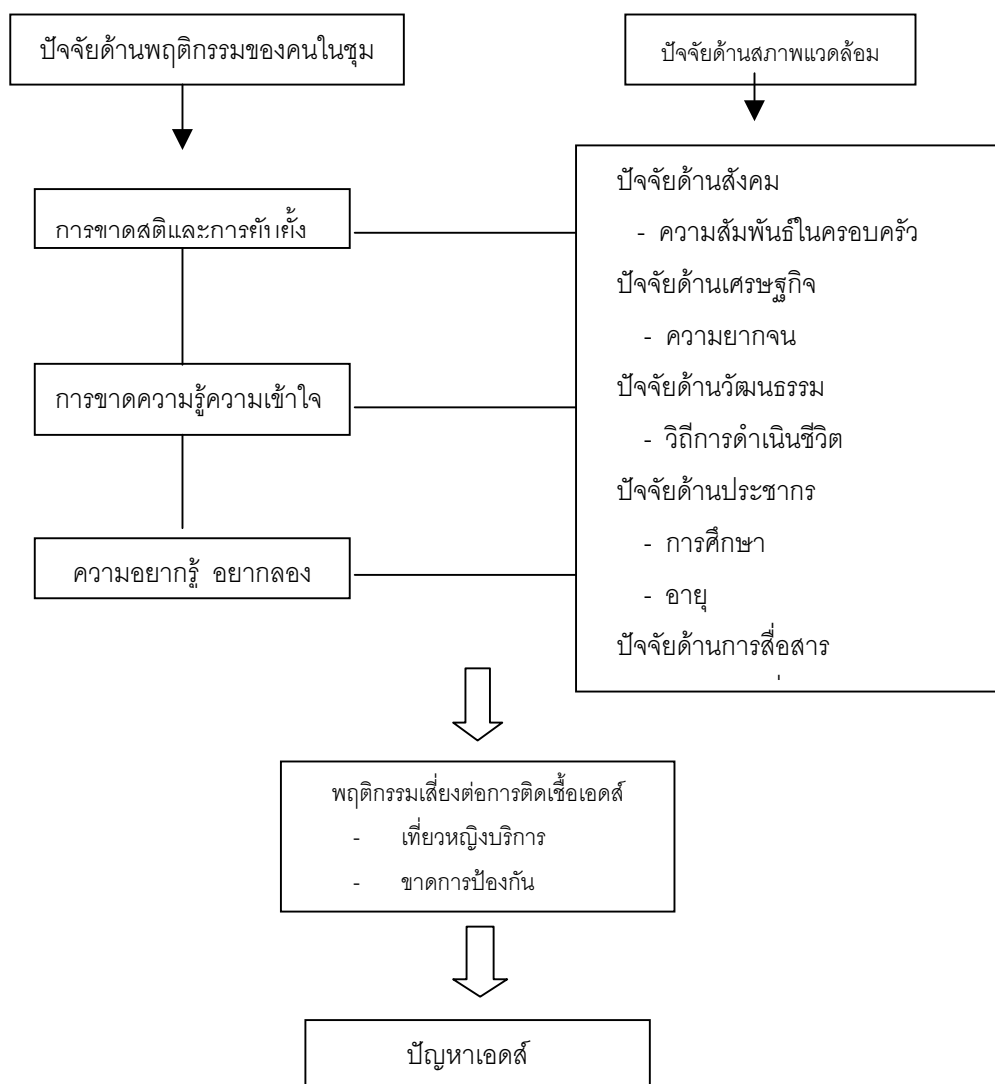 ปัจจัยด้านพฤติกรรมของคนในชุม
ปัจจัยด้านสภาพแวดล้อม
การขาดสติและการยับยั้ง
การขาดความรู้ความเข้าใจ
ความอยากรู้ อยากลอง
ปัจจัยด้านสังคม
- ความสัมพันธ์ในครอบครัว
ปัจจัยด้านเศรษฐกิจ
- ความยากจน
ปัจจัยด้านวัฒนธรรม
- วิถีการดำเนินชีวิต
ปัจจัยด้านประชากร
- การศึกษา
- อายุ
ปัจจัยด้านการสื่อสาร
พฤติกรรมเสี่ยงต่อการติดเชื้อเอดส์
- เที่ยวหญิงบริการ
- ขาดการป้องกัน
ปัญหาเอดส์